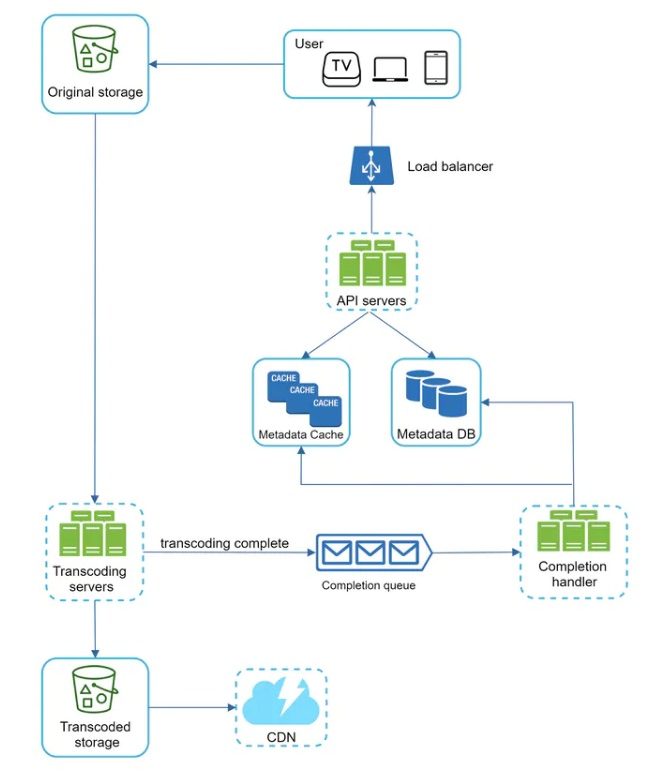 User
TV
Original storage
Load balancer
API servers
CACHE
CACHE
CACHE
Metadata Cache
Metadata DB
transcoding complete
Transcoding
servers
Completion queue
Completion
handler
Transcoded
storage
CDN